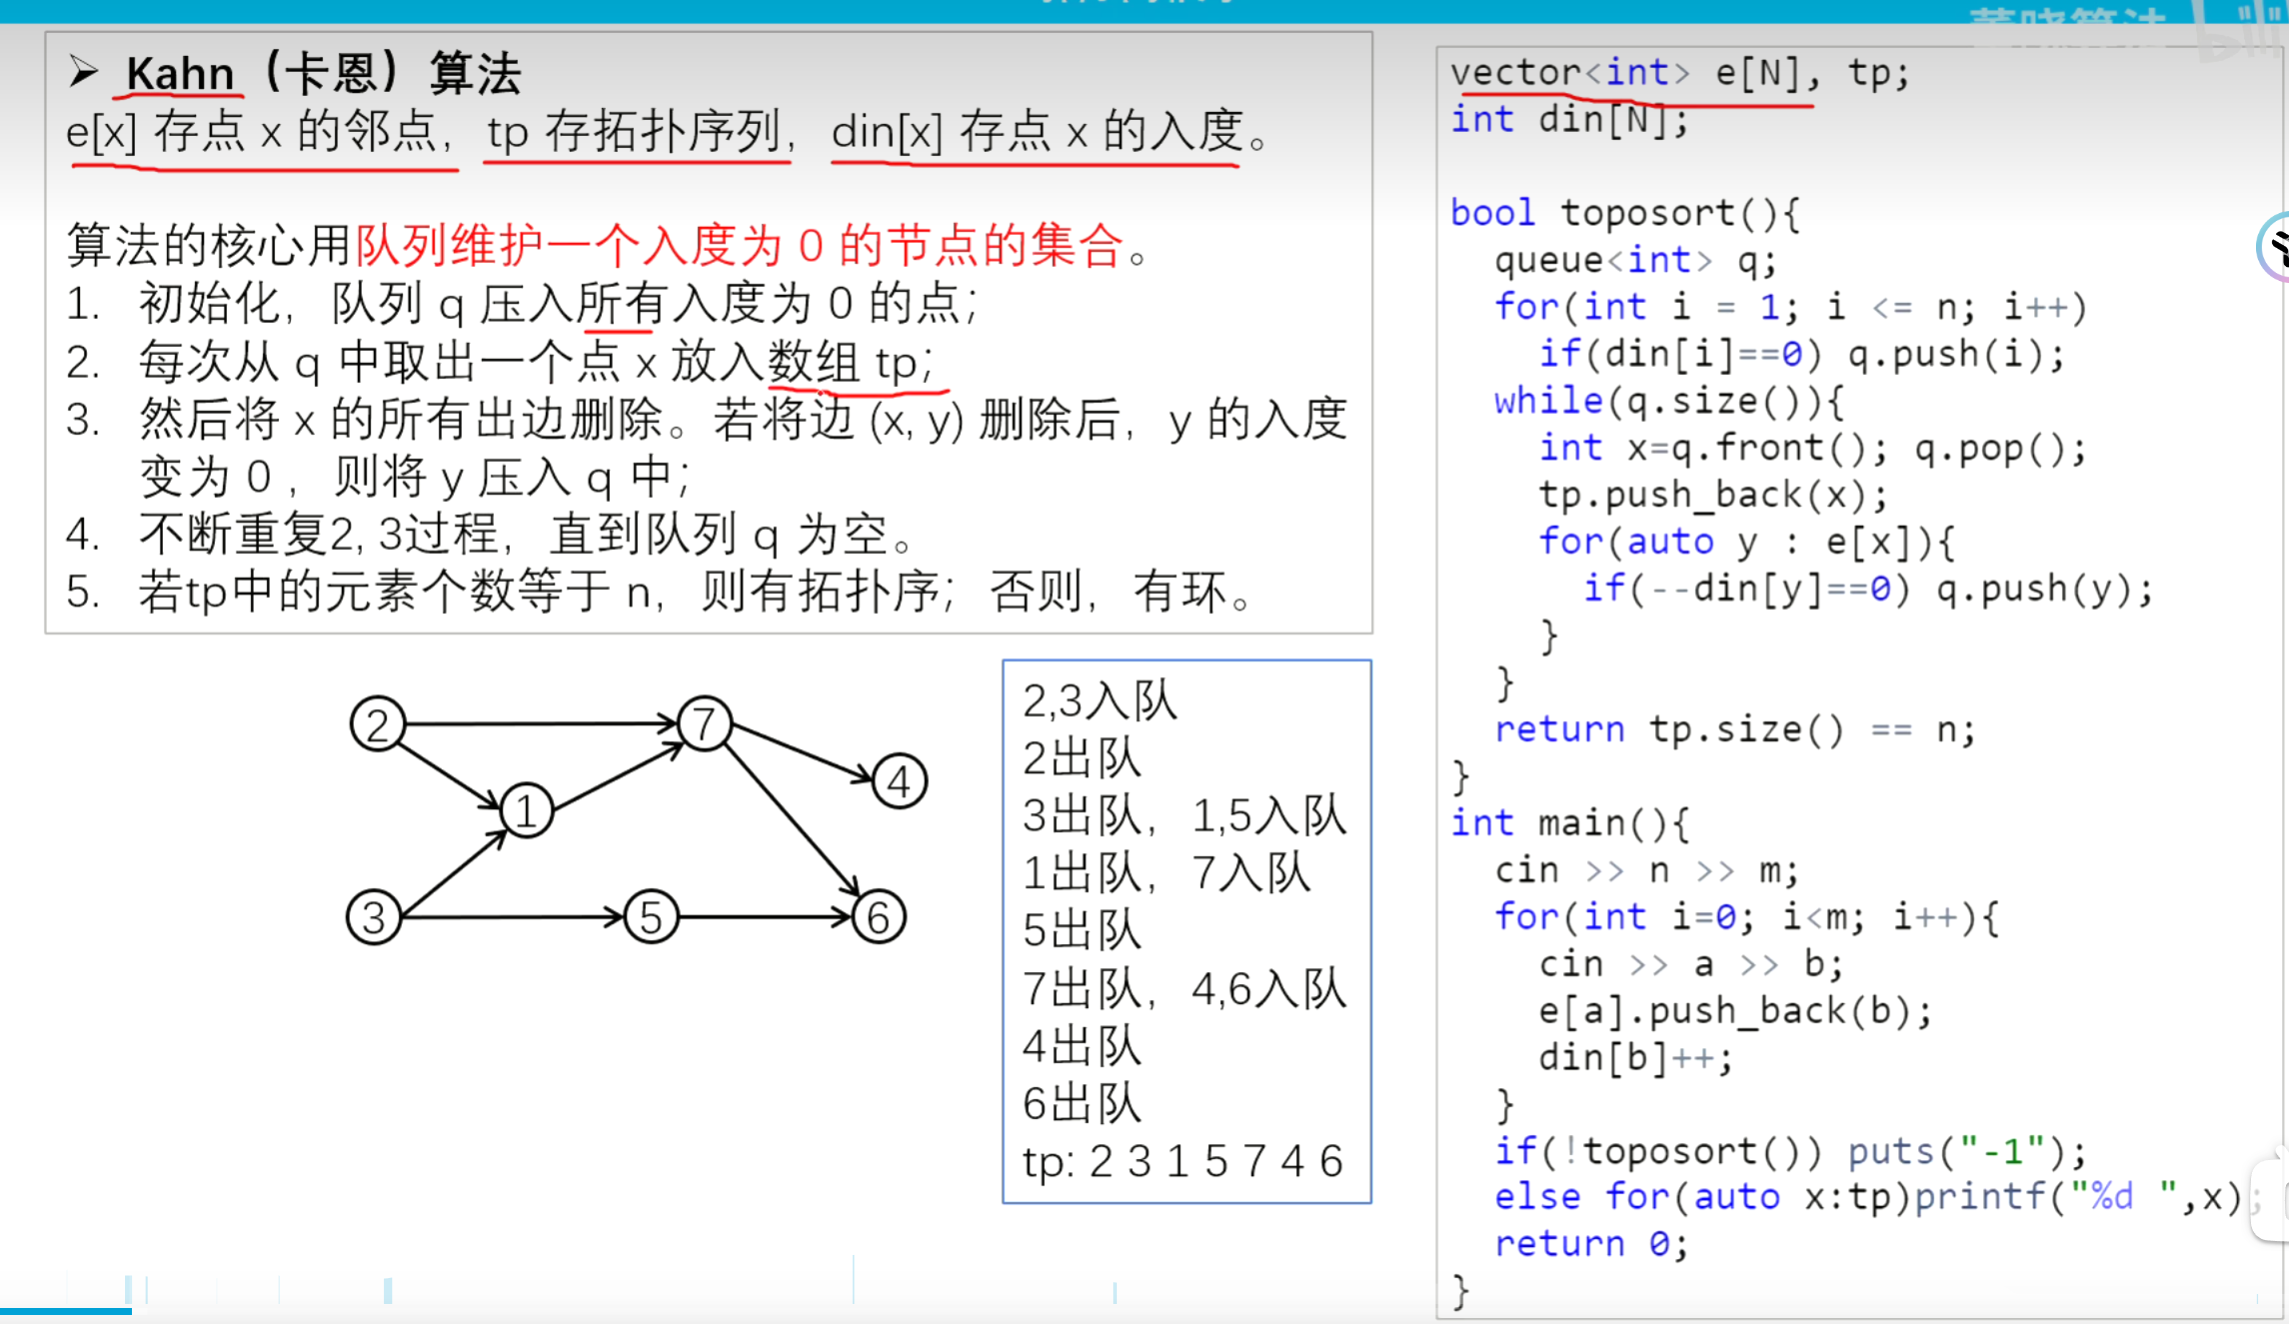 ➢ Kahn（卡恩）算法
e[x] 存点 x 的邻点，tp 存拓扑序列，din[x] 存点 x 的入度。
算法的核心用队列维护一个入度为 0 的节点的集合。
1. 初始化，队列 q 压入所有入度为 0 的点；
2. 每次从 q 中取出一个点 x 放入数组 tp；
3. 然后将 x 的所有出边删除。若将边 (x, y) 删除后，y 的入度
变为 0 ，则将 y 压入 q 中；
4. 不断重复2, 3过程，直到队列 q 为空。
5. 若tp中的元素个数等于 n，则有拓扑序；否则，有环。
2
7
4
1
3
5
6
2,3入队
2出队
3出队，1,5入队
1出队，7入队
5出队
7出队，4,6入队
4出队
6出队
tp: 2 3 1 5 7 4 6
vector<int> e[N], tp;
int din[N];
bool toposort(){
queue<int> q;
for(int i = 1; i <= n; i++)
if(din[i]==0) q.push(i);
while(q.size()){
int x=q.front(); q.pop();
tp.push_back(x);
for(auto y : e[x]){
if(--din[y]==0) q.push(y);
}
}
return tp.size() == n;
}
int main(){
cin >> n >> m;
for(int i=0; i<m; i++){
cin >> a >> b;
e[a].push_back(b);
din[b]++;
}
if(!toposort()) puts("-1");
else for(auto x:tp)printf("%d ",x);
return 0;
}